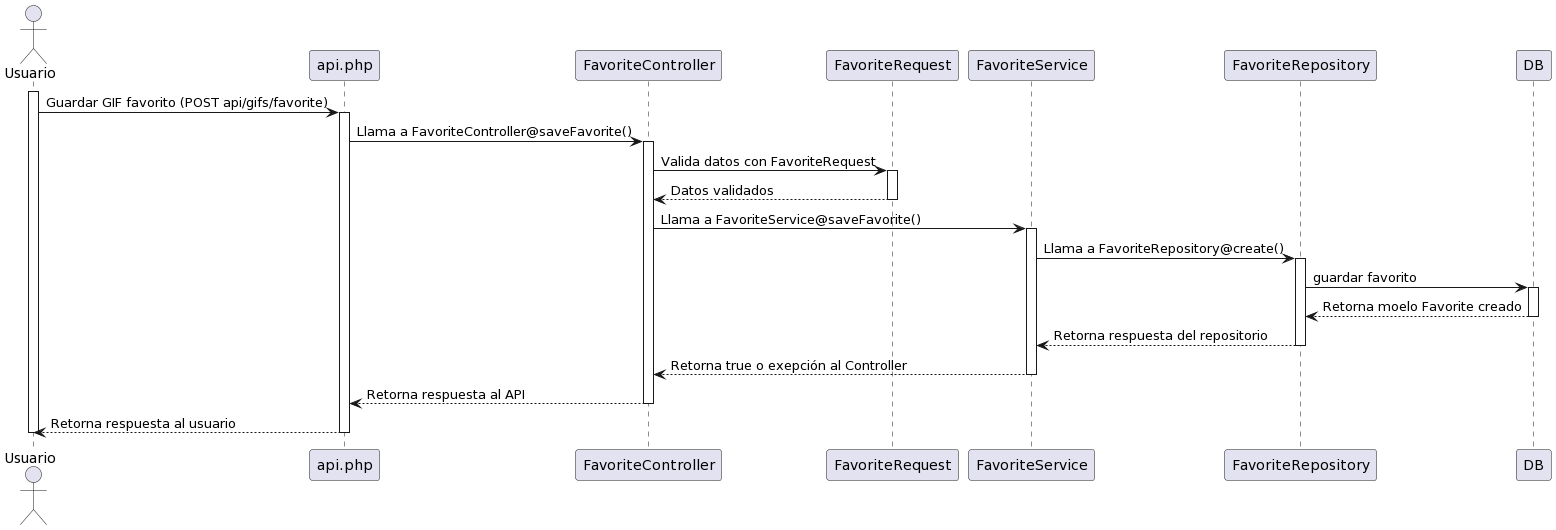 Usuario
api.php
FavoriteController
FavoriteRequest
FavoriteService
FavoriteRepository
DB
Guardar GIF favorito (POST api/gifs/favorite)
Llama a FavoriteController@saveFavorite()
Valida datos con FavoriteRequest
Datos validados
Llama a FavoriteService@saveFavorite()
Llama a FavoriteRepository@create()
guardar favorito
Retorna moelo Favorite creado
Retorna respuesta del repositorio
Retorna true o exepción al Controller
Retorna respuesta al API
Retorna respuesta al usuario
Usuario
api.php
FavoriteController
FavoriteRequest
FavoriteService
FavoriteRepository
DB